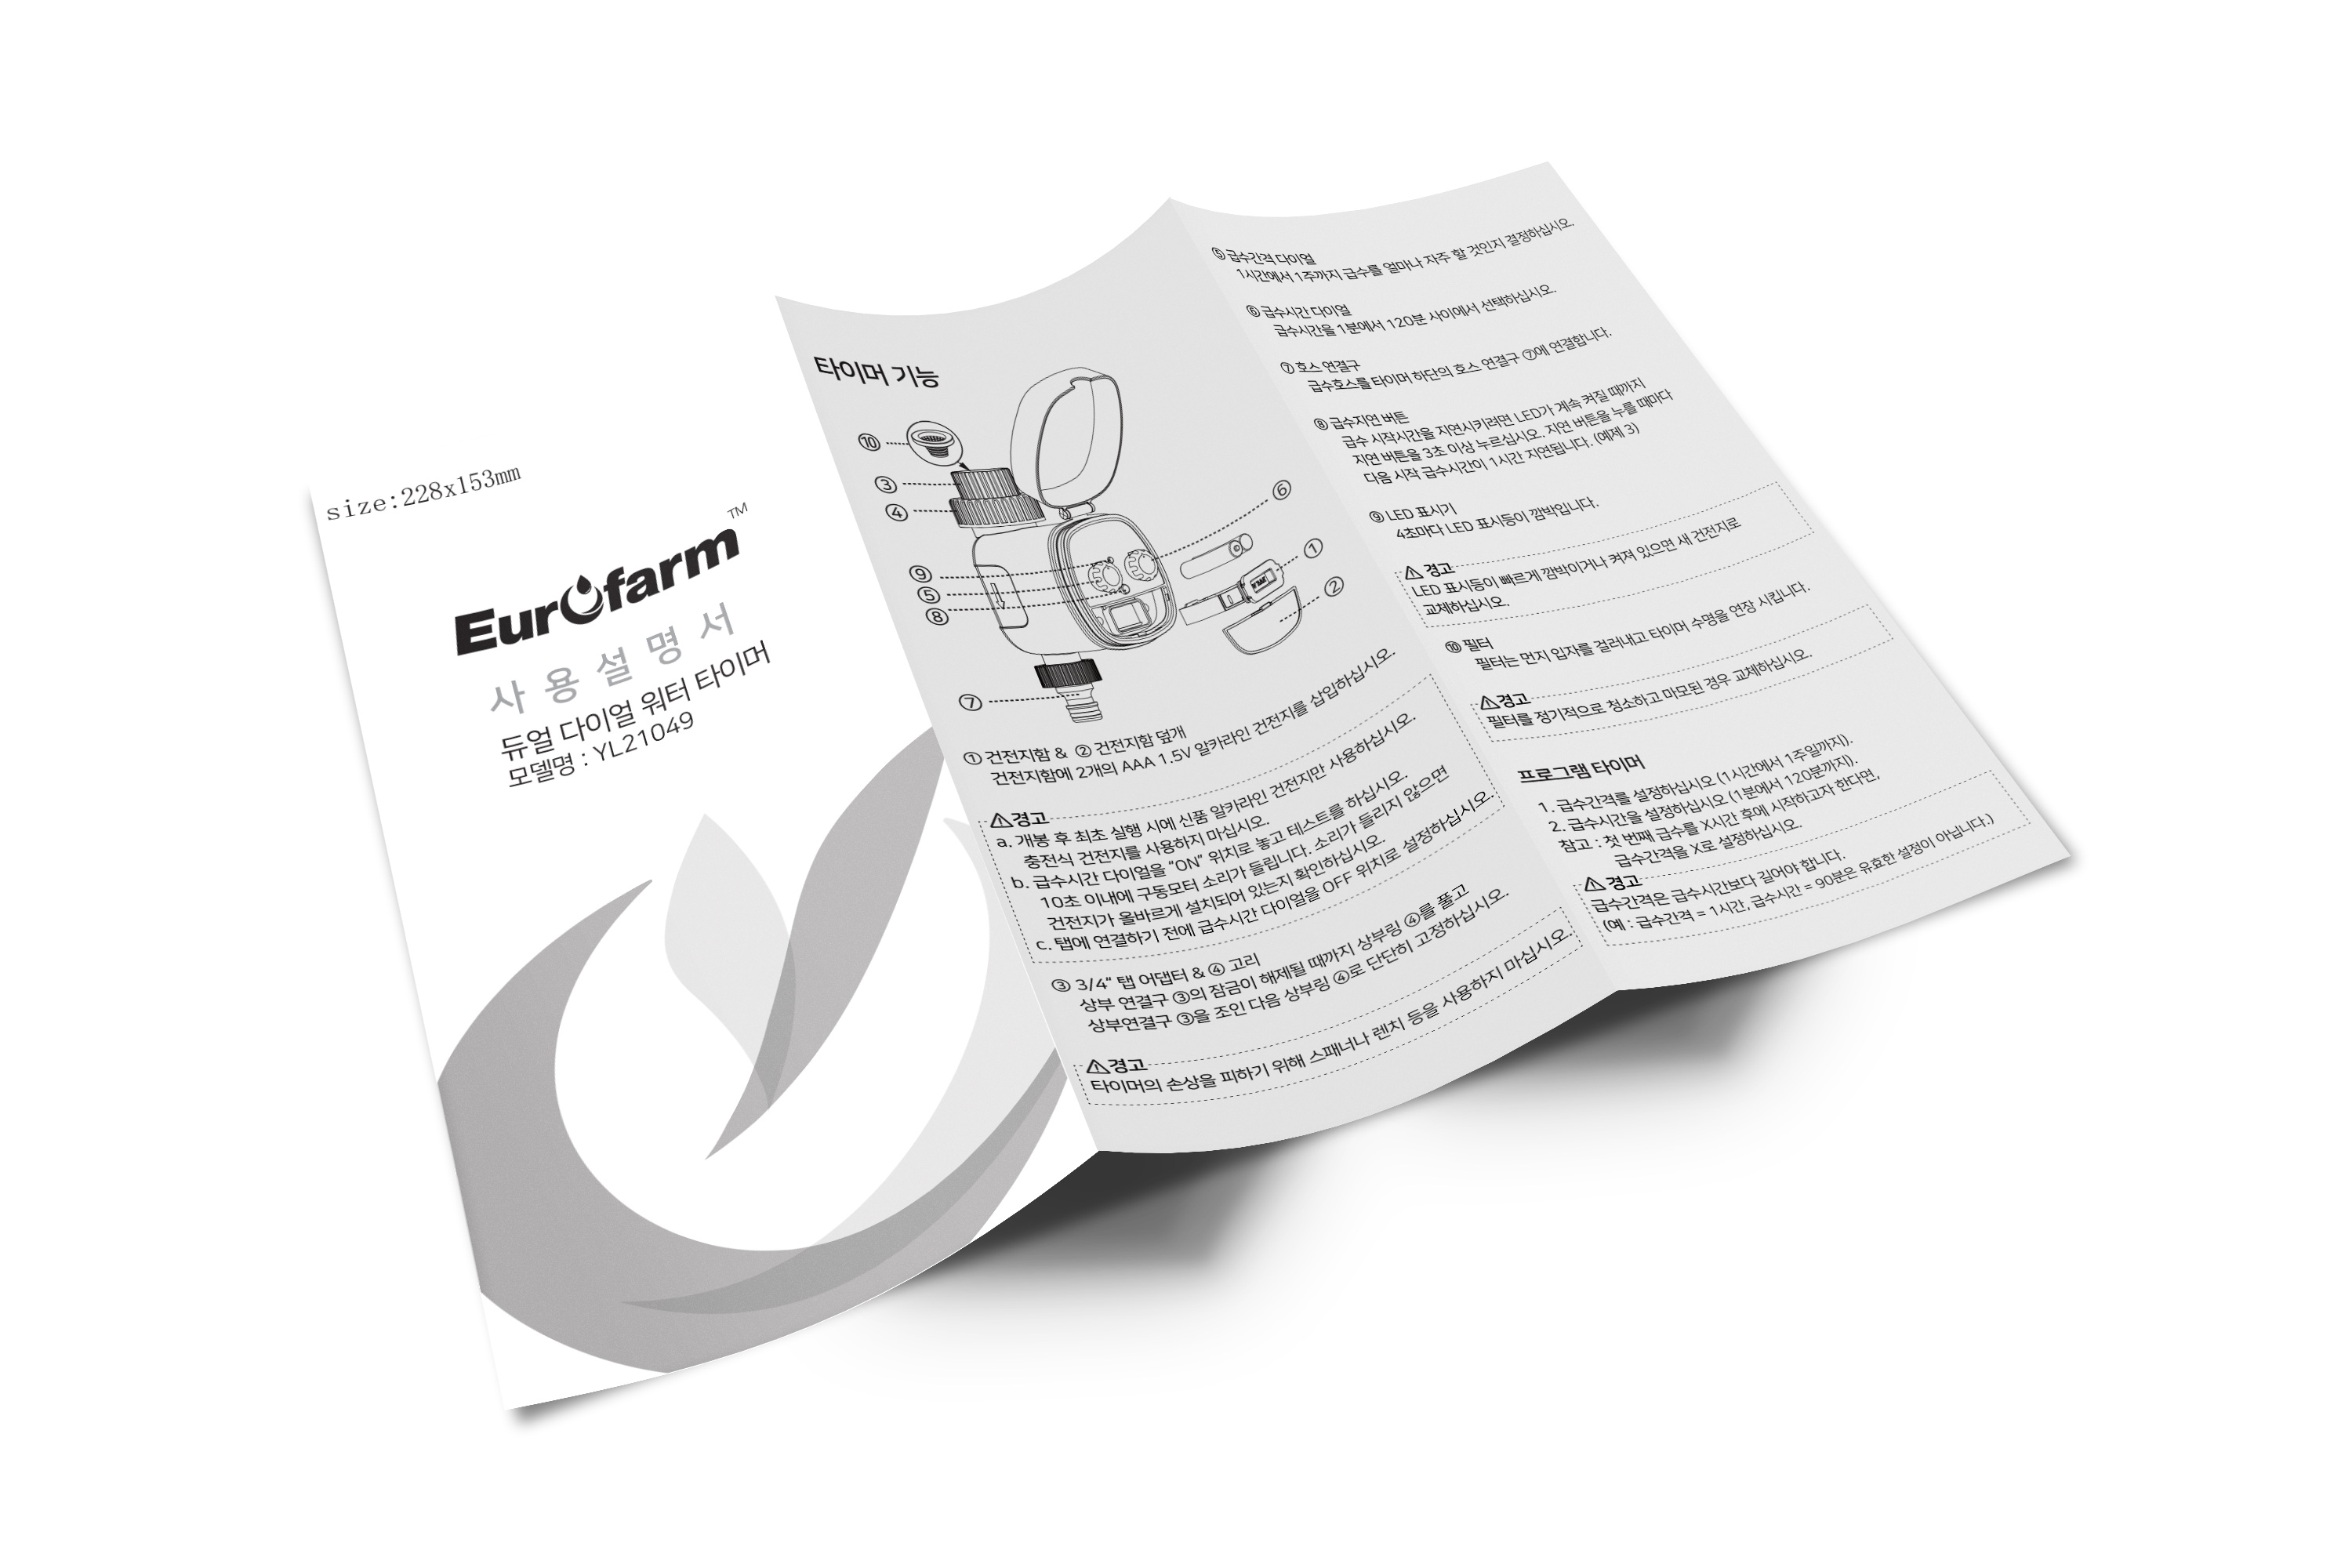 size:228x153mm
Eurofarm™
사용설명서
듀얼 다이얼 워터 타이머
모델명 : YL21049
타이머 기능
⑩
③
④
⑥
①
②
⑨
⑤
⑧
⑦
① 건전지함 & ② 건전지함 덮개
건전지함에 2개의 AAA 1.5V 알카라인 건전지를 삽입하십시오.
경고
a. 개봉 후 최초 실행 시에 신품 알카라인 건전지만 사용하십시오.
충전식 건전지를 사용하지 마십시오.
b. 급수시간 다이얼을 “ON” 위치로 놓고 테스트를 하십시오.
10초 이내에 구동모터 소리가 들립니다. 소리가 들리지 않으면
건전지가 올바르게 설치되어 있는지 확인하십시오.
c. 탭에 연결하기 전에 급수시간 다이얼을 OFF 위치로 설정하십시오.
③ 3/4“ 탭 어댑터 & ④ 고리
상부 연결구 ③의 잠금이 해제될 때까지 상부링 ④를 풀고
상부연결구 ③을 조인 다음 상부링 ④로 단단히 고정하십시오.
경고
타이머의 손상을 피하기 위해 스패너나 렌치 등을 사용하지 마십시오.
⑤ 급수간격 다이얼
1시간에서 1주까지 급수를 얼마나 자주 할 것인지 결정하십시오.
⑥ 급수시간 다이얼
급수시간을 1분에서 120분 사이에서 선택하십시오.
⑦ 호스 연결구
급수호스를 타이머 하단의 호스 연결구 ⑦에 연결합니다.
⑧ 급수지연 버튼
급수 시작시간을 지연시키려면 LED가 계속 켜질 때까지
지연 버튼을 3초 이상 누르십시오. 지연 버튼을 누를 때마다
다음 시작 급수시간이 1시간 지연됩니다. (예제 3)
⑨ LED 표시기
4초마다 LED 표시등이 깜박입니다.
경고
LED 표시등이 빠르게 깜박이거나 켜져 있으면 새 건전지로
교체하십시오.
⑩ 필터
필터는 먼지 입자를 걸러내고 타이머 수명을 연장 시킵니다.
경고
필터를 정기적으로 청소하고 마모된 경우 교체하십시오.
프로그램 타이머
1. 급수간격를 설정하십시오 (1시간에서 1주일까지).
2. 급수시간을 설정하십시오 (1분에서 120분까지).
참고 : 첫 번째 급수를 X시간 후에 시작하고자 한다면,
급수간격을 X로 설정하십시오.
경고
급수간격은 급수시간보다 길어야 합니다.
(예 : 급수간격 = 1시간, 급수시간 = 90분은 유효한 설정이 아닙니다.)